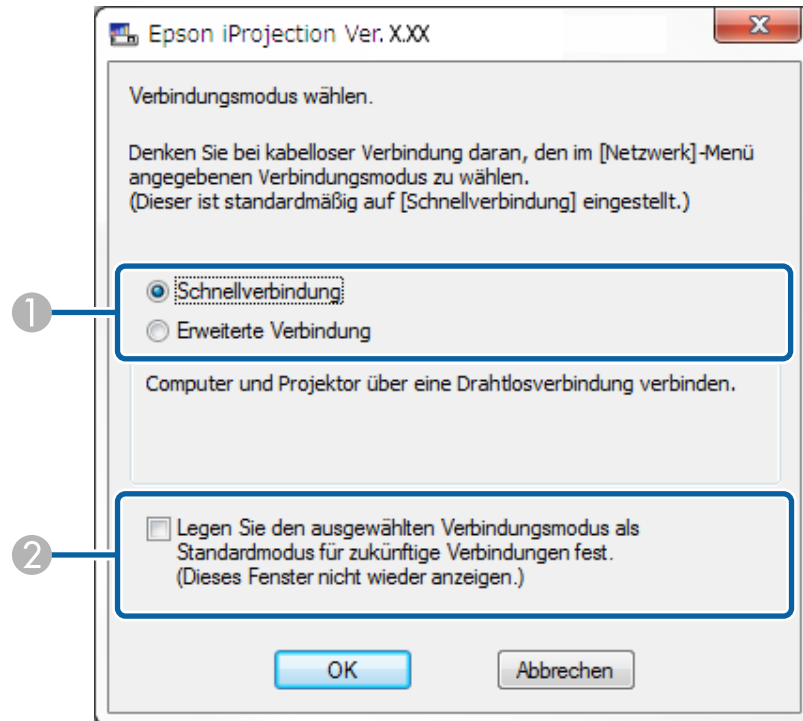 Epson iProjection Ver. X.XX
X
Verbindungsmodus wählen.
Denken Sie bei kabelloser Verbindung daran, den im [Netzwerk]-Menü
angegebenen Verbindungsmodus zu wählen.
(Dieser ist standardmäßig auf [Schnellverbindung] eingestellt.)
1
Schnellverbindung
Erweiterte Verbindung
Computer und Projektor über eine Drahtlosverbindung verbinden.
2
Legen Sie den ausgewählten Verbindungsmodus als
Standardmodus für zukünftige Verbindungen fest.
(Dieses Fenster nicht wieder anzeigen.)
OK
Abbrechen